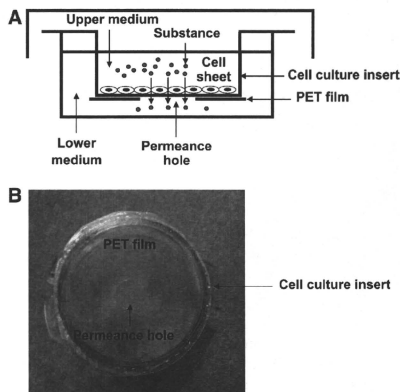 A
Upper medium
Substance
Cell
sheet
Cell culture insert
PET film
Lower
medium
Permeance
hole
B
PET film
Cell culture insert
Permeance hole